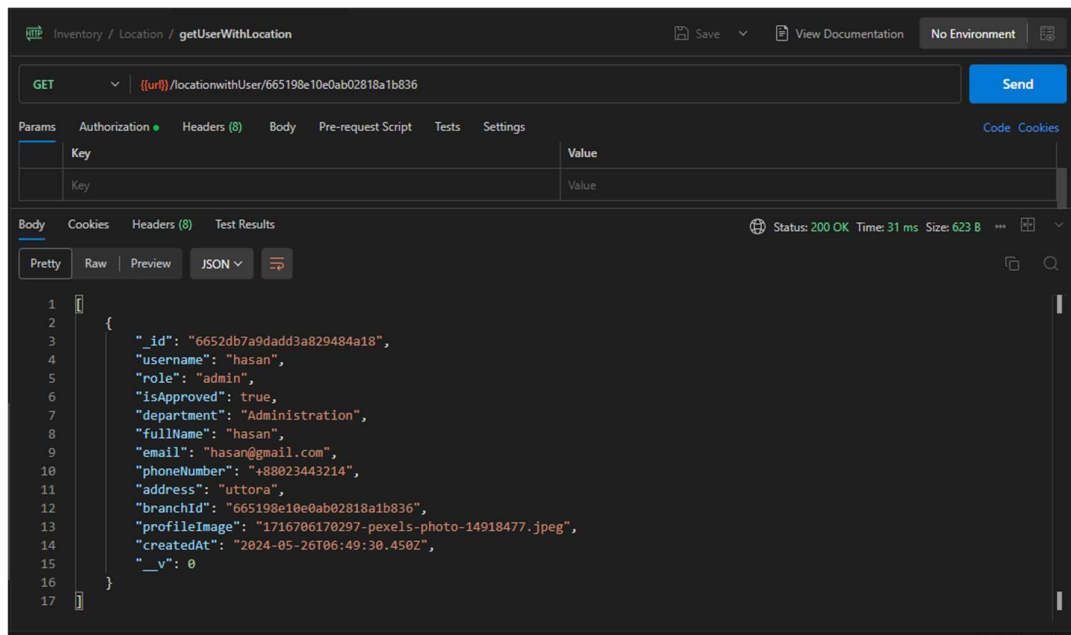 HTTP Inventory / Location / getUserWithLocation Save View Documentation No Environment
GET {{url}}/locationwithUser/665198e10e0ab02818a1b836 Send
Params Authorization Headers (8) Body Pre-request Script Tests Settings Code Cookies
Key Value
Key Value
Body Cookies Headers (8) Test Results Status: 200 OK Time: 31 ms Size: 623 B
Pretty Raw Preview JSON
1 [
2 {
3 "_id": "6652db7a9dadd3a829484a18",
4 "username": "hasan",
5 "role": "admin",
6 "isApproved": true,
7 "department": "Administration",
8 "fullName": "hasan",
9 "email": "hasan@gmail.com",
10 "phoneNumber": "+88023443214",
11 "address": "uttora",
12 "branchId": "665198e10e0ab02818a1b836",
13 "profileImage": "1716706170297-pexels-photo-14918477.jpeg",
14 "createdAt": "2024-05-26T06:49:30.450Z",
15 "__v": 0
16 }
17 ]